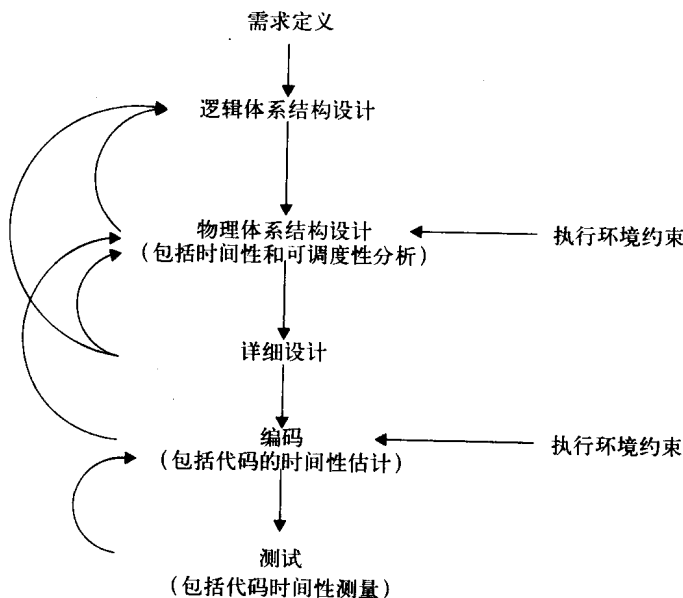 需求定义
逻辑体系结构设计
物理体系结构设计
(包括时间性和可调度性分析)
执行环境约束
详细设计
编码
(包括代码的时间性估计)
执行环境约束
测试
(包括代码时间性测量)